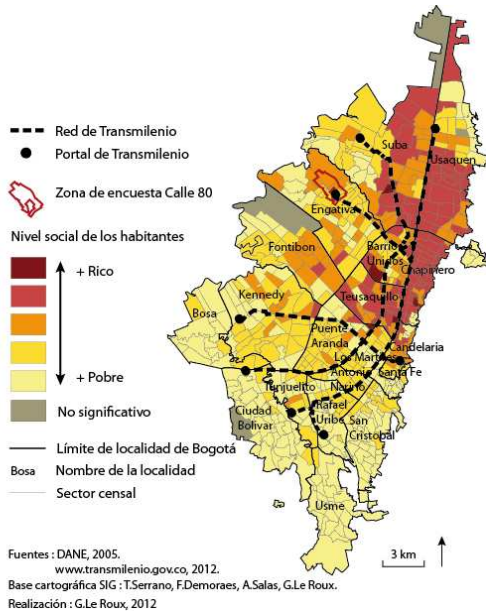 Red de Transmilenio
Portal de Transmilenio
Zona de encuesta Calle 80
Nivel social de los habitantes
+ Rico
+ Pobre
No significativo
Límite de localidad de Bogotá
Bosa
Nombre de la localidad
Sector censal
Suba
Usaquen
Engativa
Fontibon
Barrios
Unidos
Chapinero
Teusaquillo
Kennedy
Bosa
Puente
Aranda
Candelaria
Los Martires
Santa Fe
Antonio
Nariño
Tunjuelito
Rafael
Uribe
San
Cristobal
Ciudad
Bolivar
Usme
3 km
Fuentes : DANE, 2005.
www.transmilenio.gov.co, 2012.
Base cartográfica SIG : T.Serrano, F.Demoraes, A.Salas, G.Le Roux.
Realización : G.Le Roux, 2012